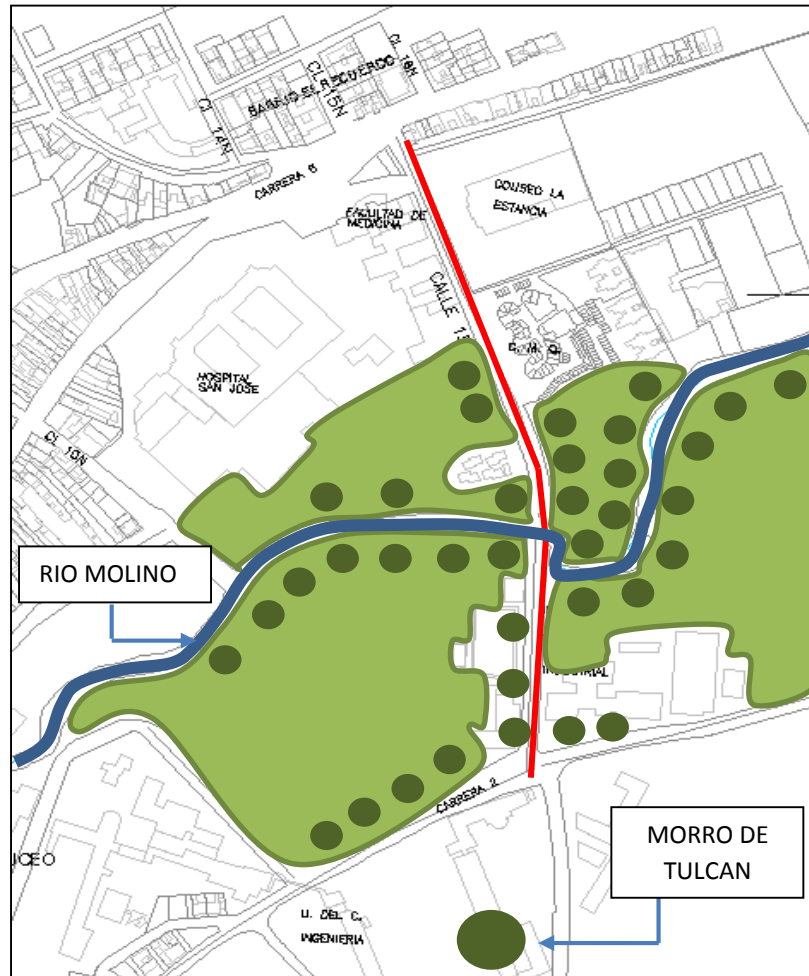 CL 16N
CL 15N
BARRIO EL RECUERDO
CL 14N
CARRERA 6
COLISEO LA
ESTANCIA
FACULTAD DE
MEDICINA
CALLE 15
HOSPITAL
SAN JOSE
CL 10N
RIO MOLINO
CARRERA 2
MORRO DE
TULCAN
U. DEL C.
INGENIERIA